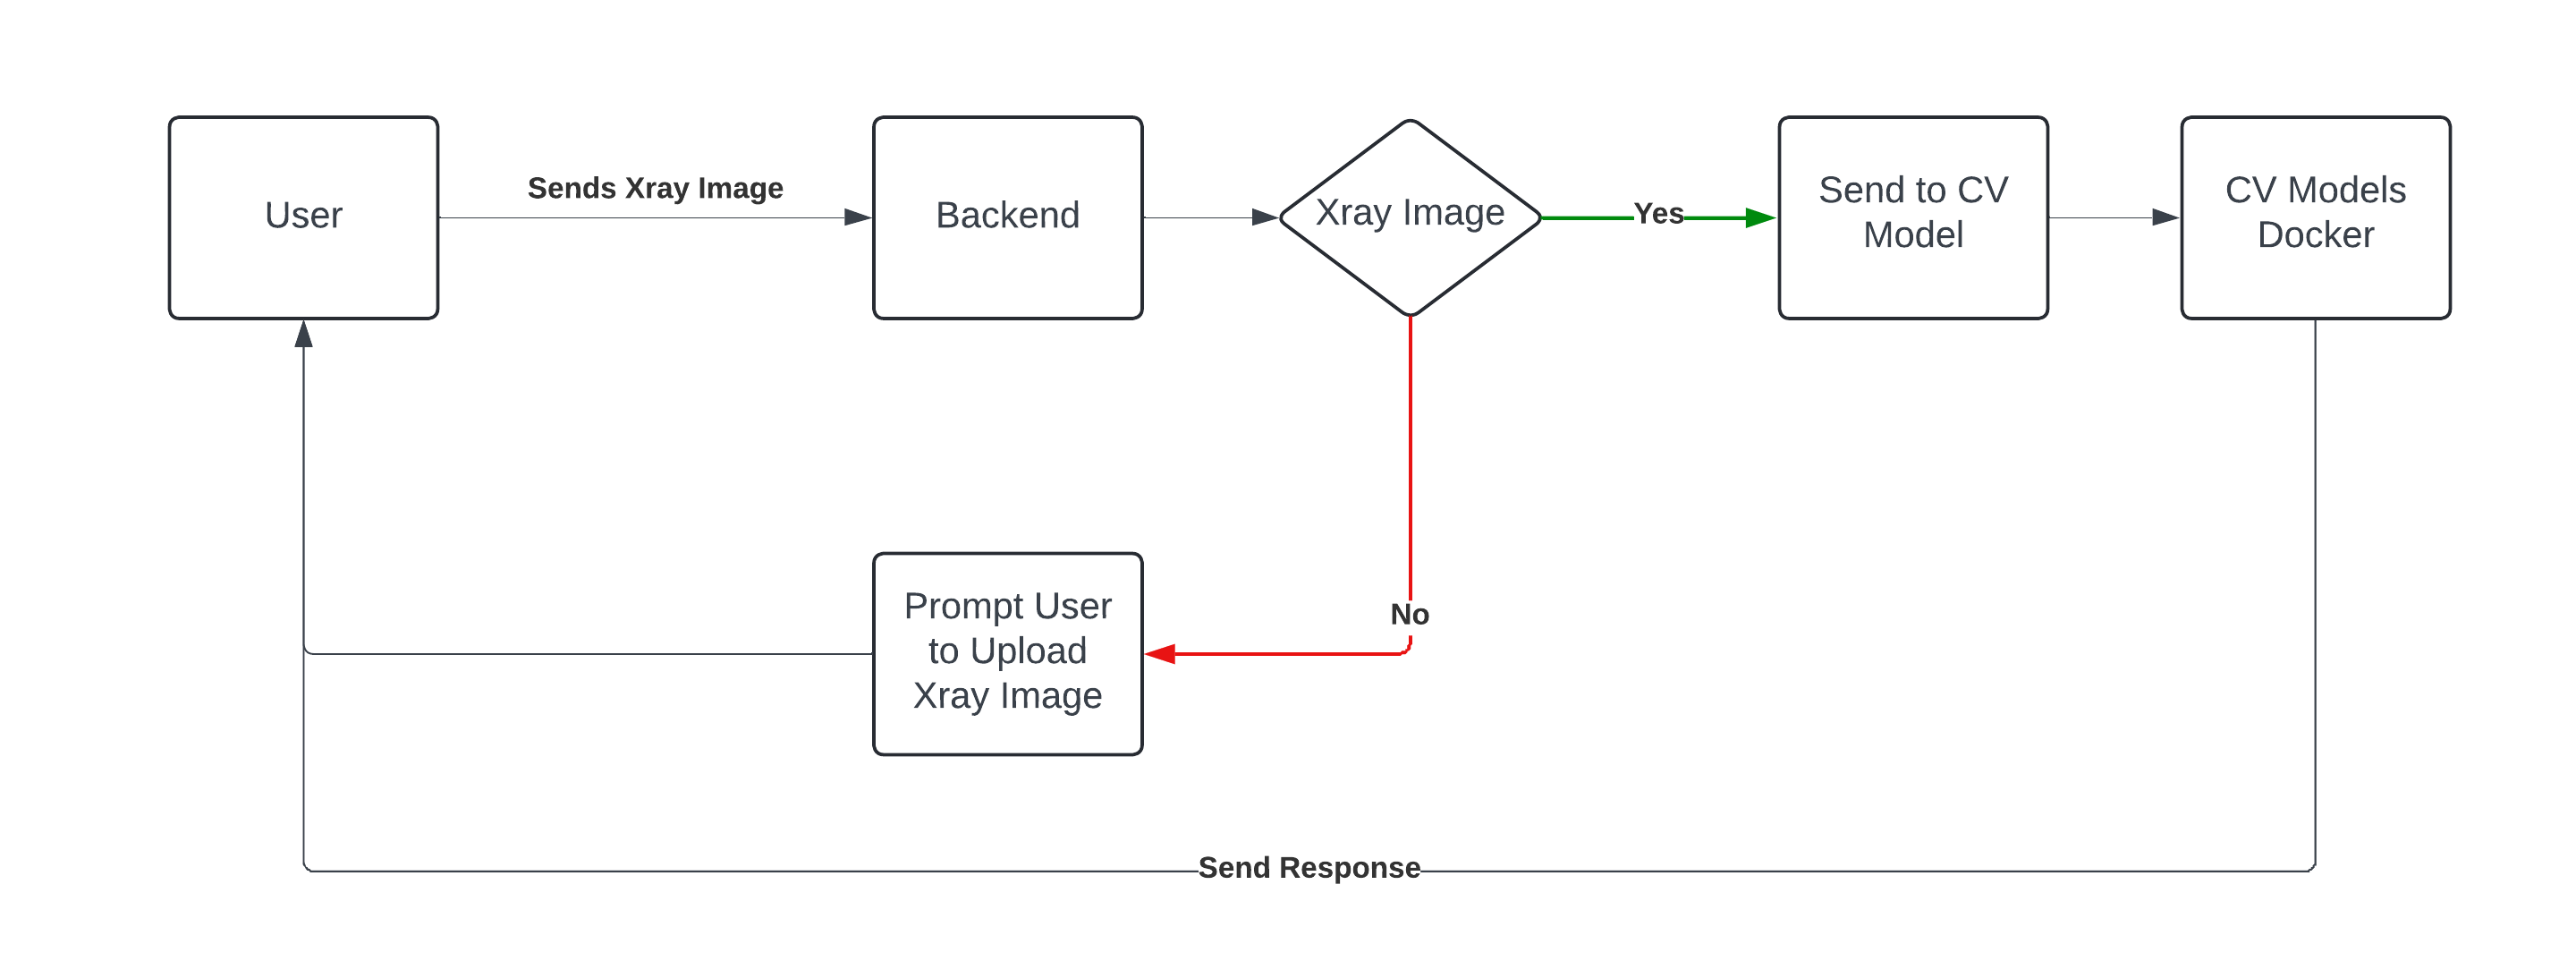 User
Sends Xray Image
Backend
Xray Image
Yes
Send to CV
Model
CV Models
Docker
No
Prompt User
to Upload
Xray Image
Send Response